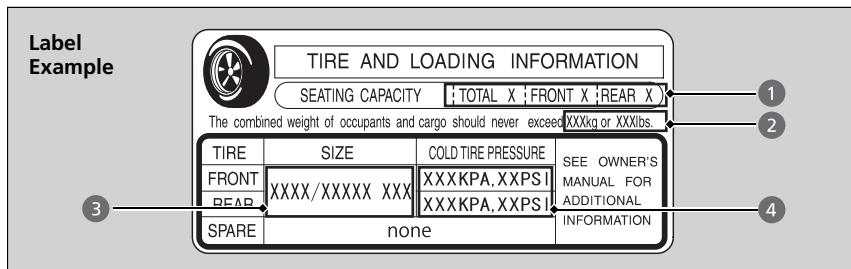 Label
Example
TIRE AND LOADING INFORMATION
SEATING CAPACITY TOTAL X FRONT X REAR X
1
The combined weight of occupants and cargo should never exceed XXXkg or XXXlbs.
2
TIRE SIZE COLD TIRE PRESSURE
SEE OWNER'S
MANUAL FOR
ADDITIONAL
INFORMATION
FRONT XXXX/XXXXX XXX XXXKPA,XXPSI
REAR XXXKPA,XXPSI
3
4
SPARE none